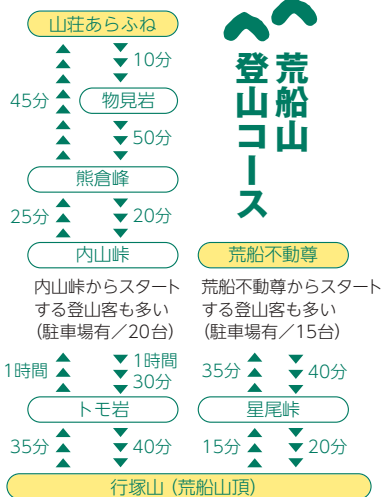 荒船山
登山コース
山荘あらふね
10分
45分
物見岩
50分
熊倉峰
25分
20分
内山峠
内山峠からスタート
する登山客も多い
(駐車場有／20台)
1時間
1時間
30分
トモ岩
35分
40分
荒船不動尊
荒船不動尊からスタート
する登山客も多い
(駐車場有／15台)
35分
40分
星尾峠
15分
20分
行塚山 (荒船山頂)